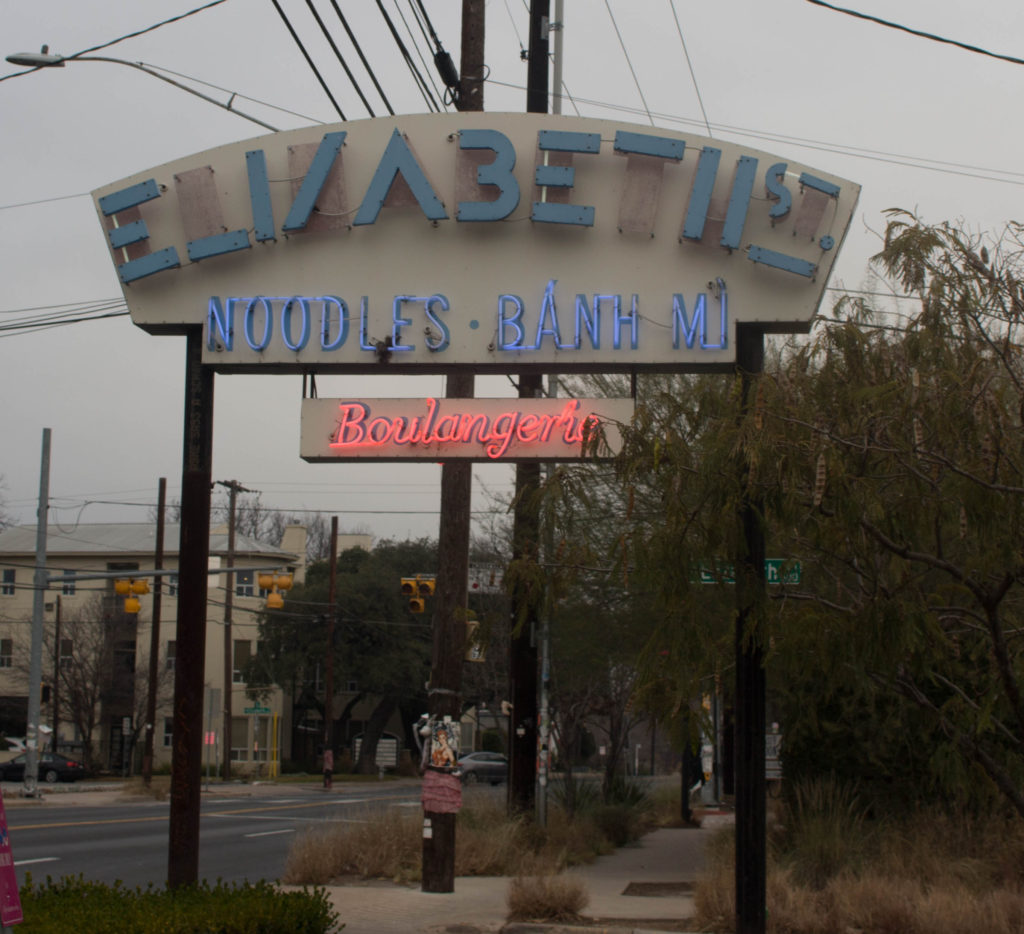 ELIZABETH ST.
NOODLES · BÁNH MÌ
Boulangerie